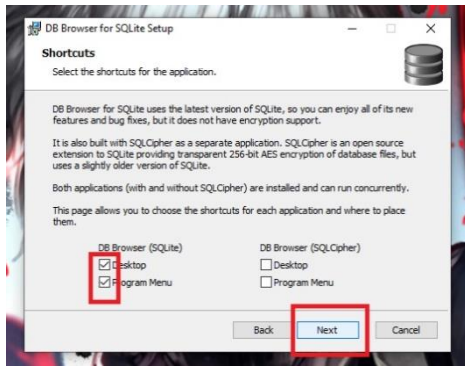 DB Browser for SQLite Setup
Shortcuts
Select the shortcuts for the application.
DB Browser for SQLite uses the latest version of SQLite, so you can enjoy all of its new
features and bug fixes, but it does not have encryption support.
It is also built with SQLCipher as a separate application. SQLCipher is an open source
extension to SQLite providing transparent 256-bit AES encryption of database files, but
uses a slightly older version of SQLite.
Both applications (with and without SQLCipher) are installed and can run concurrently.
This page allows you to choose the shortcuts for each application and where to place
them.
DB Browser (SQLite) DB Browser (SQLCipher)
Desktop Desktop
Program Menu Program Menu
Back Next Cancel